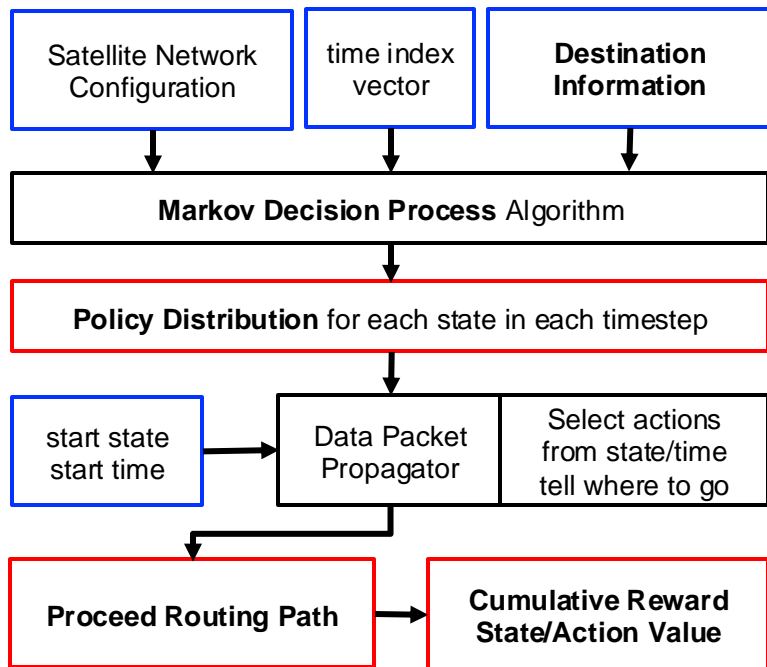 Satellite Network
Configuration
time index
vector
Destination
Information
Markov Decision Process Algorithm
Policy Distribution for each state in each timestep
start state
start time
Data Packet
Propagator
Select actions
from state/time
tell where to go
Proceed Routing Path
Cumulative Reward
State/Action Value